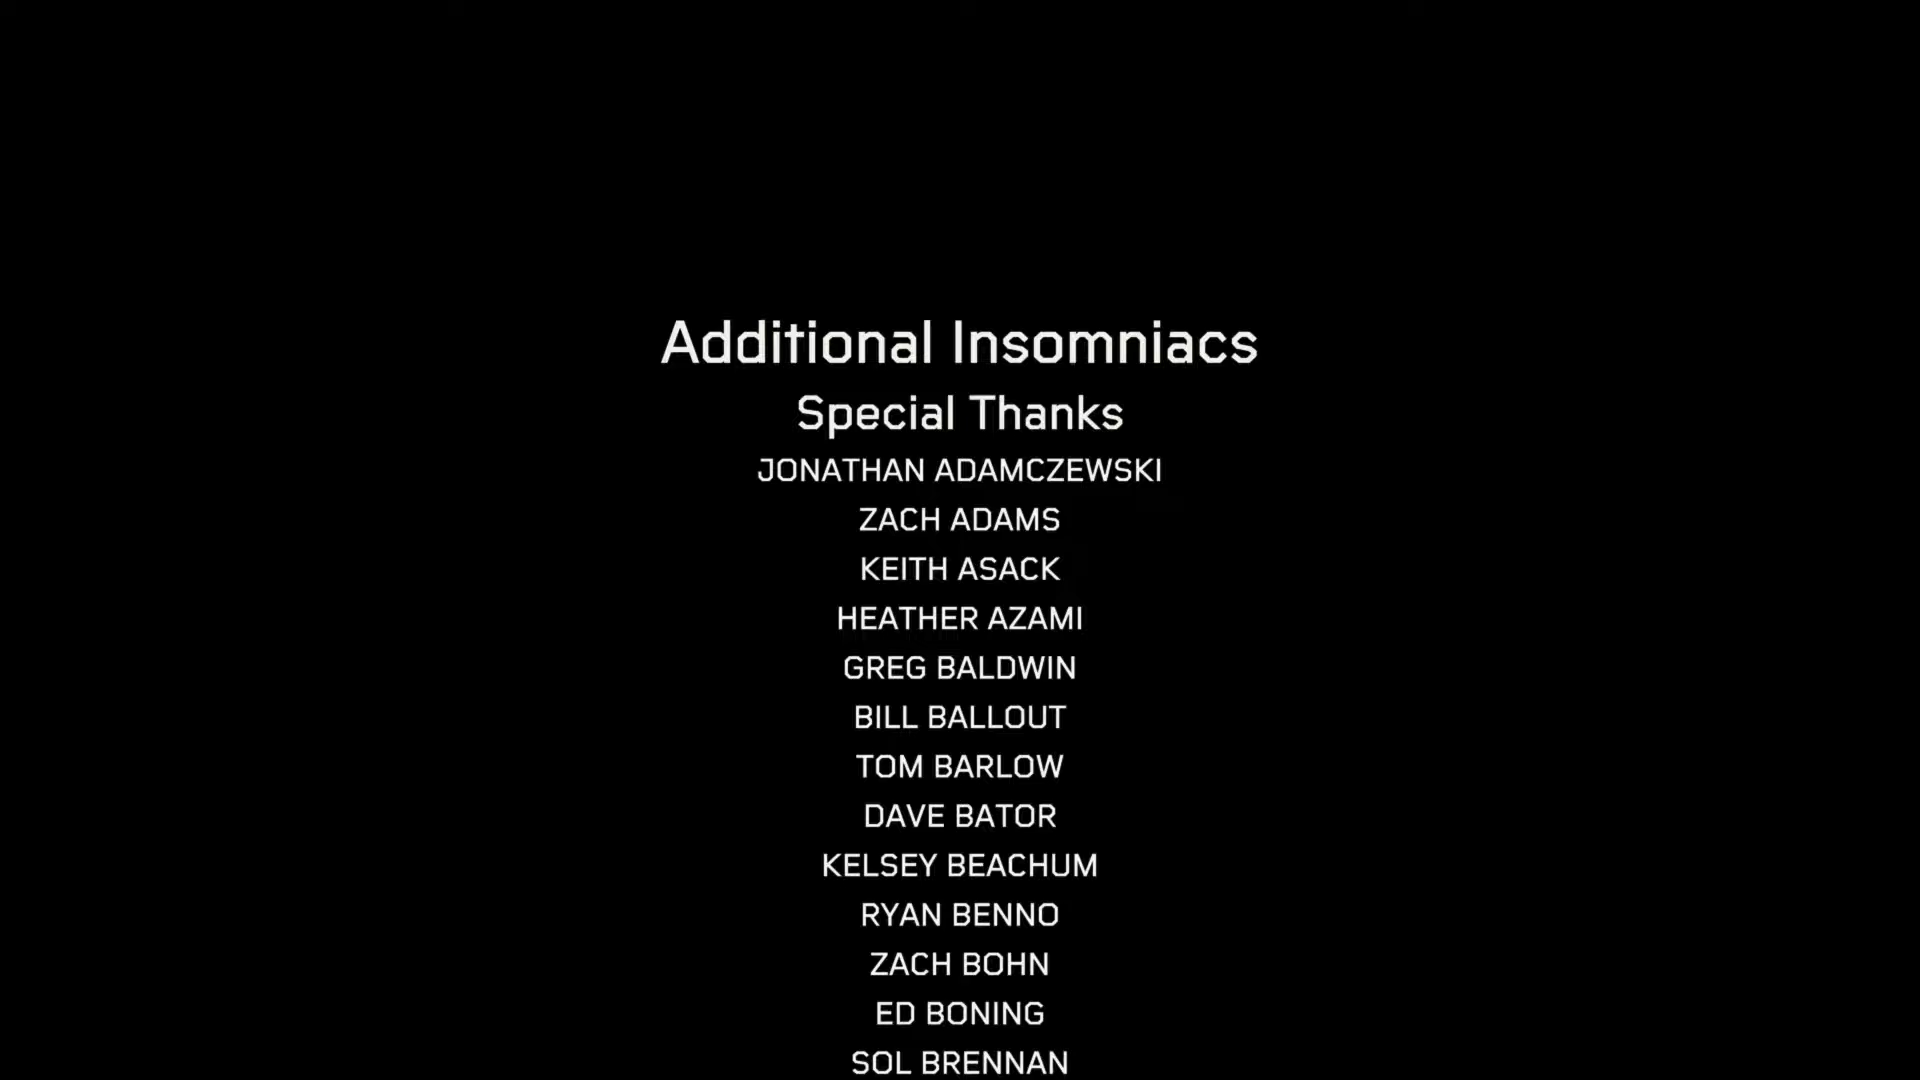 Additional Insomniacs
Special Thanks
JONATHAN ADAMCZEWSKI
ZACH ADAMS
KEITH ASACK
HEATHER AZAMI
GREG BALDWIN
BILL BALLOUT
TOM BARLOW
DAVE BATOR
KELSEY BEACHUM
RYAN BENNO
ZACH BOHN
ED BONING
SOL BRENNAN